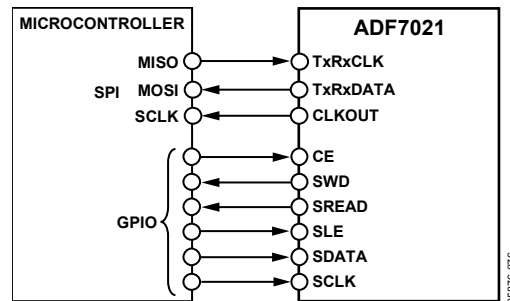 MICROCONTROLLER
ADF7021
MISO TxRxCLK
SPI MOSI TxRxDATA
SCLK CLKOUT
CE
SWD
SREAD
GPIO
SLE
SDATA
SCLK